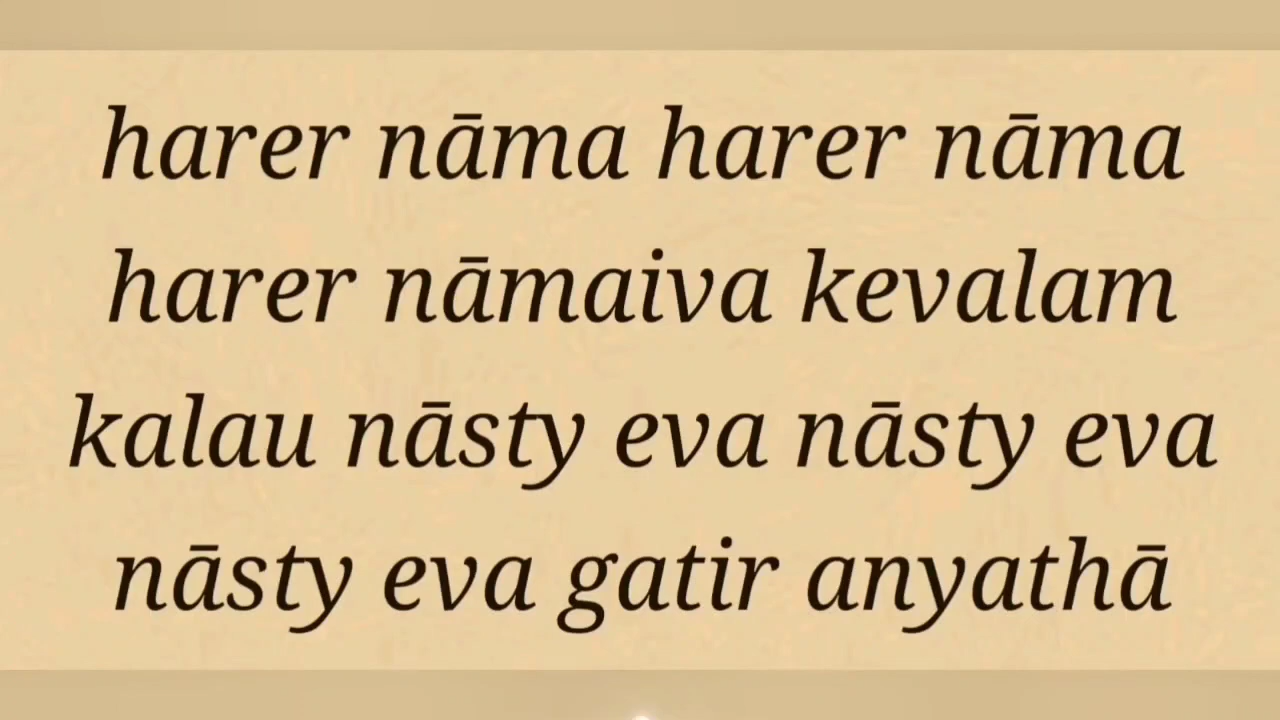 harer nāma harer nāma
harer nāmaiva kevalam
kalau nāsty eva nāsty eva
nāsty eva gatir anyathā